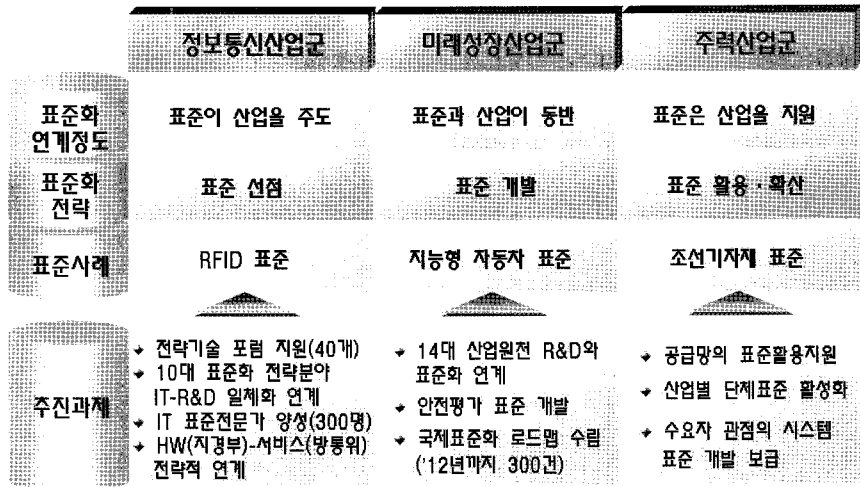 정보통신산업군
미래성장산업군
주력산업군
표준화
연계정도
표준이 산업을 주도
표준과 산업이 동반
표준은 산업을 지원
표준화
전략
표준 선점
표준 개발
표준 활용·확산
표준사례
RFID 표준
지능형 자동차 표준
조선기자재 표준
추진과제
전략기술 포럼 지원(40개)
10대 표준화 전략분야
IT-R&D 일체화 연계
IT 표준전문가 양성(300명)
HW(지경부)-서비스(방통위)
전략적 연계
14대 산업원천 R&D와
표준화 연계
안전평가 표준 개발
국제표준화 로드맵 수립
('12년까지 300건)
공급망의 표준활용지원
산업별 단체표준 활성화
수요자 관점의 시스템
표준 개발 보급